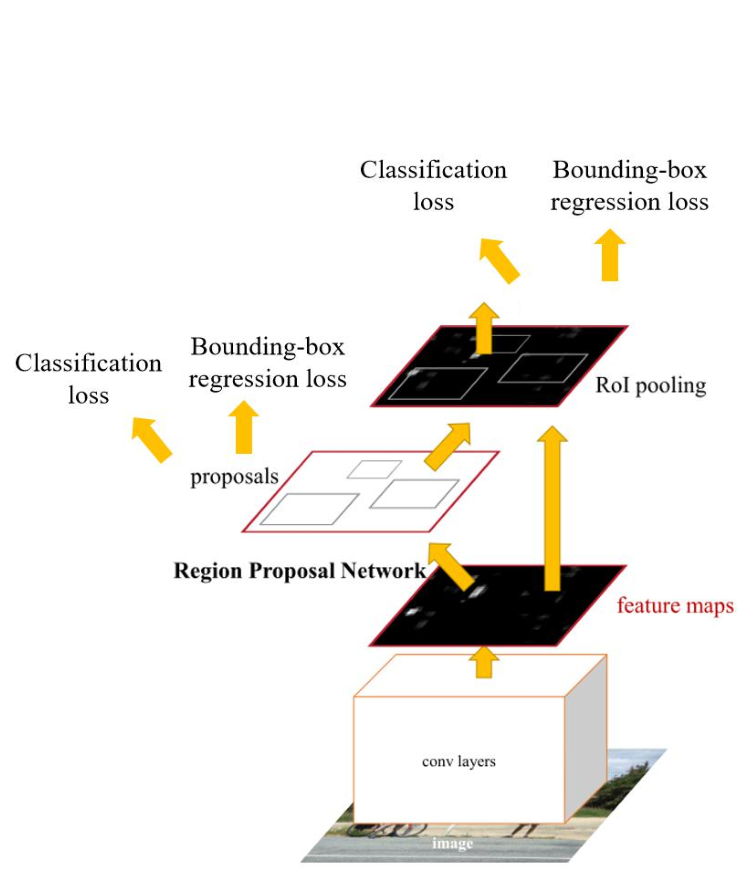 Classification
loss
Bounding-box
regression loss
Classification
loss
Bounding-box
regression loss
RoI pooling
proposals
Region Proposal Network
feature maps
conv layers
image